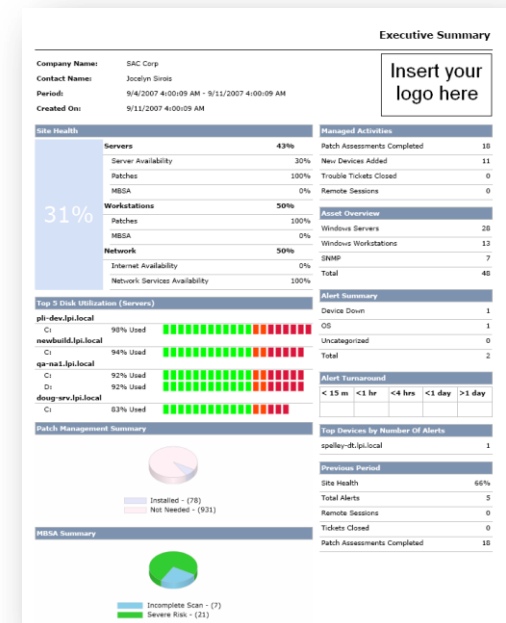 Executive Summary
Company Name: SAC Corp
Contact Name: Jocelyn Sirois
Period: 9/4/2007 4:00:09 AM - 9/11/2007 4:00:09 AM
Created On: 9/11/2007 4:00:09 AM
Insert your
logo here
Site Health
31%
Servers 43%
Server Availability 30%
Patches 100%
MBSA 0%
Workstations 50%
Patches 100%
MBSA 0%
Network 50%
Internet Availability 0%
Network Services Availability 100%
Top 5 Disk Utilization (Servers)
pli-dev.lpi.local
C: 98% Used
newbuild.lpi.local
C: 94% Used
qa-na1.lpi.local
C: 92% Used
D: 92% Used
doug-srv.lpi.local
C: 83% Used
Patch Management Summary
Installed - (78)
Not Needed - (931)
MBSA Summary
Incomplete Scan - (7)
Severe Risk - (21)
Managed Activities
Patch Assessments Completed 18
New Devices Added 11
Trouble Tickets Closed 0
Remote Sessions 0
Asset Overview
Windows Servers 28
Windows Workstations 13
SNMP 7
Total 48
Alert Summary
Device Down 1
OS 1
Uncategorized 0
Total 2
Alert Turnaround
< 15 m <1 hr <4 hrs <1 day >1 day
Top Devices by Number Of Alerts
spelley-dt.lpi.local 1
Previous Period
Site Health 66%
Total Alerts 5
Remote Sessions 0
Tickets Closed 0
Patch Assessments Completed 18